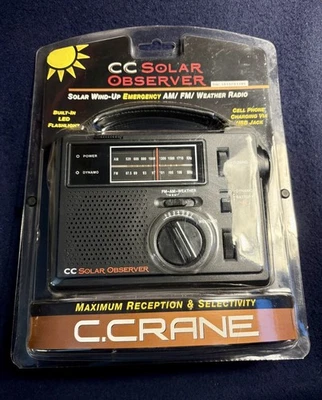 CC SOLAR
OBSERVER
SOLAR WIND-UP EMERGENCY AM/ FM/ WEATHER RADIO
BUILT-IN
LED
FLASHLIGHT
CELL PHONE
CHARGING VIA
USB JACK
POWER
DYNAMO
AM
FM
FM-AM-WEATHER
CC SOLAR OBSERVER
MAXIMUM RECEPTION & SELECTIVITY
C.CRANE